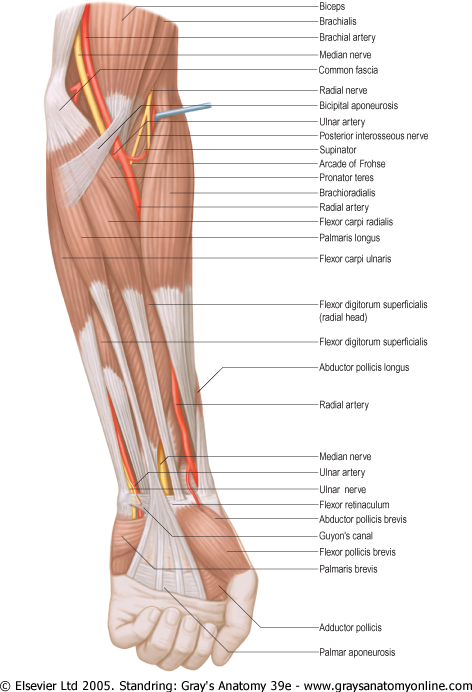 Biceps
Brachialis
Brachial artery
Median nerve
Common fascia
Radial nerve
Bicipital aponeurosis
Ulnar artery
Posterior interosseous nerve
Supinator
Arcade of Frohse
Pronator teres
Brachioradialis
Radial artery
Flexor carpi radialis
Palmaris longus
Flexor carpi ulnaris
Flexor digitorum superficialis
(radial head)
Flexor digitorum superficialis
Abductor pollicis longus
Radial artery
Median nerve
Ulnar artery
Ulnar nerve
Flexor retinaculum
Abductor pollicis brevis
Guyon's canal
Flexor pollicis brevis
Palmaris brevis
Adductor pollicis
Palmar aponeurosis
© Elsevier Ltd 2005. Standring: Gray's Anatomy 39e - www.graysanatomyonline.com